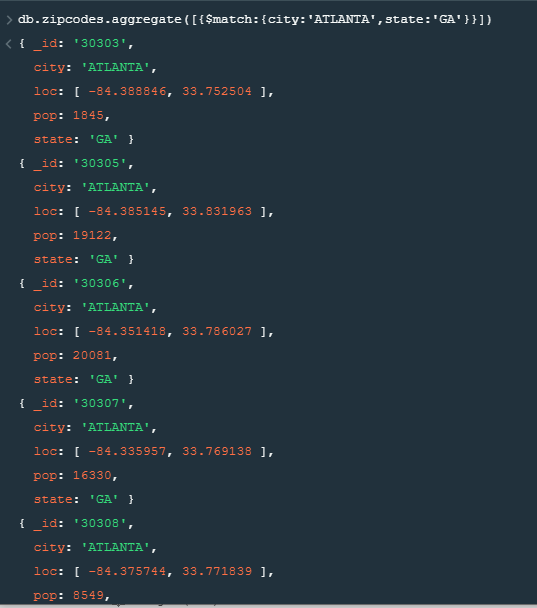 > db.zipcodes.aggregate([{$match:{city:'ATLANTA',state:'GA'}}])
< { _id: '30303',
city: 'ATLANTA',
loc: [ -84.388846, 33.752504 ],
pop: 1845,
state: 'GA' }
{ _id: '30305',
city: 'ATLANTA',
loc: [ -84.385145, 33.831963 ],
pop: 19122,
state: 'GA' }
{ _id: '30306',
city: 'ATLANTA',
loc: [ -84.351418, 33.786027 ],
pop: 20081,
state: 'GA' }
{ _id: '30307',
city: 'ATLANTA',
loc: [ -84.335957, 33.769138 ],
pop: 16330,
state: 'GA' }
{ _id: '30308',
city: 'ATLANTA',
loc: [ -84.375744, 33.771839 ],
pop: 8549,